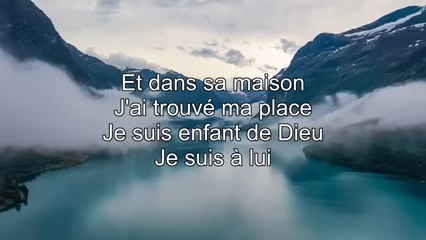 Et dans sa maison
J'ai trouvé ma place
Je suis enfant de Dieu
Je suis à lui